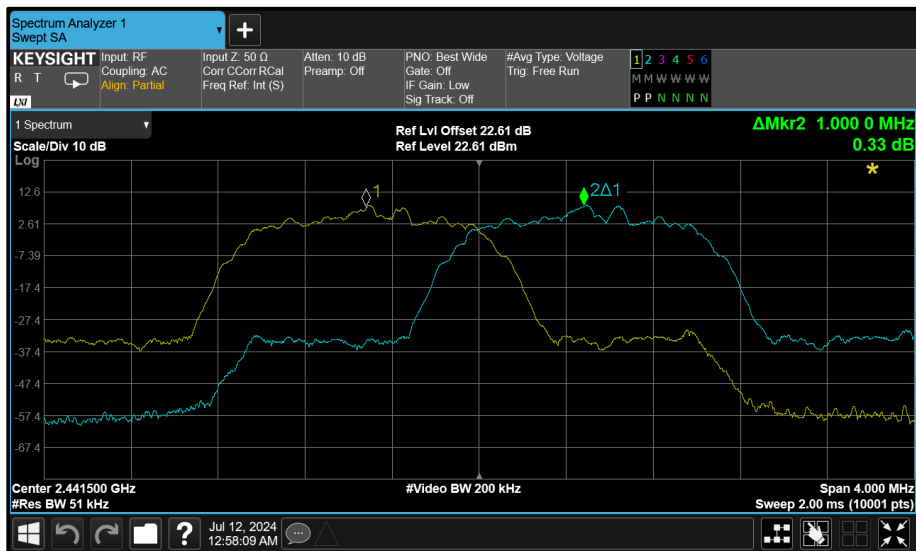 Spectrum Analyzer 1
Swept SA
+
KEYSIGHT
R T
LXI
Input: RF
Coupling: AC
Align: Partial
Input Z: 50 Ω
Corr CCorr RCal
Freq Ref: Int (S)
Atten: 10 dB
Preamp: Off
PNO: Best Wide
Gate: Off
IF Gain: Low
Sig Track: Off
#Avg Type: Voltage
Trig: Free Run
1 2 3 4 5 6
M M W W W W
P P N N N N
1 Spectrum
Scale/Div 10 dB
Ref Lvl Offset 22.61 dB
Ref Level 22.61 dBm
ΔMkr2 1.000 0 MHz
0.33 dB
*
Log
12.6
2.61
-7.39
-17.4
-27.4
-37.4
-47.4
-57.4
-67.4
1
2Δ1
Center 2.441500 GHz
#Video BW 200 kHz
Span 4.000 MHz
#Res BW 51 kHz
Sweep 2.00 ms (10001 pts)
?
Jul 12, 2024
12:58:09 AM